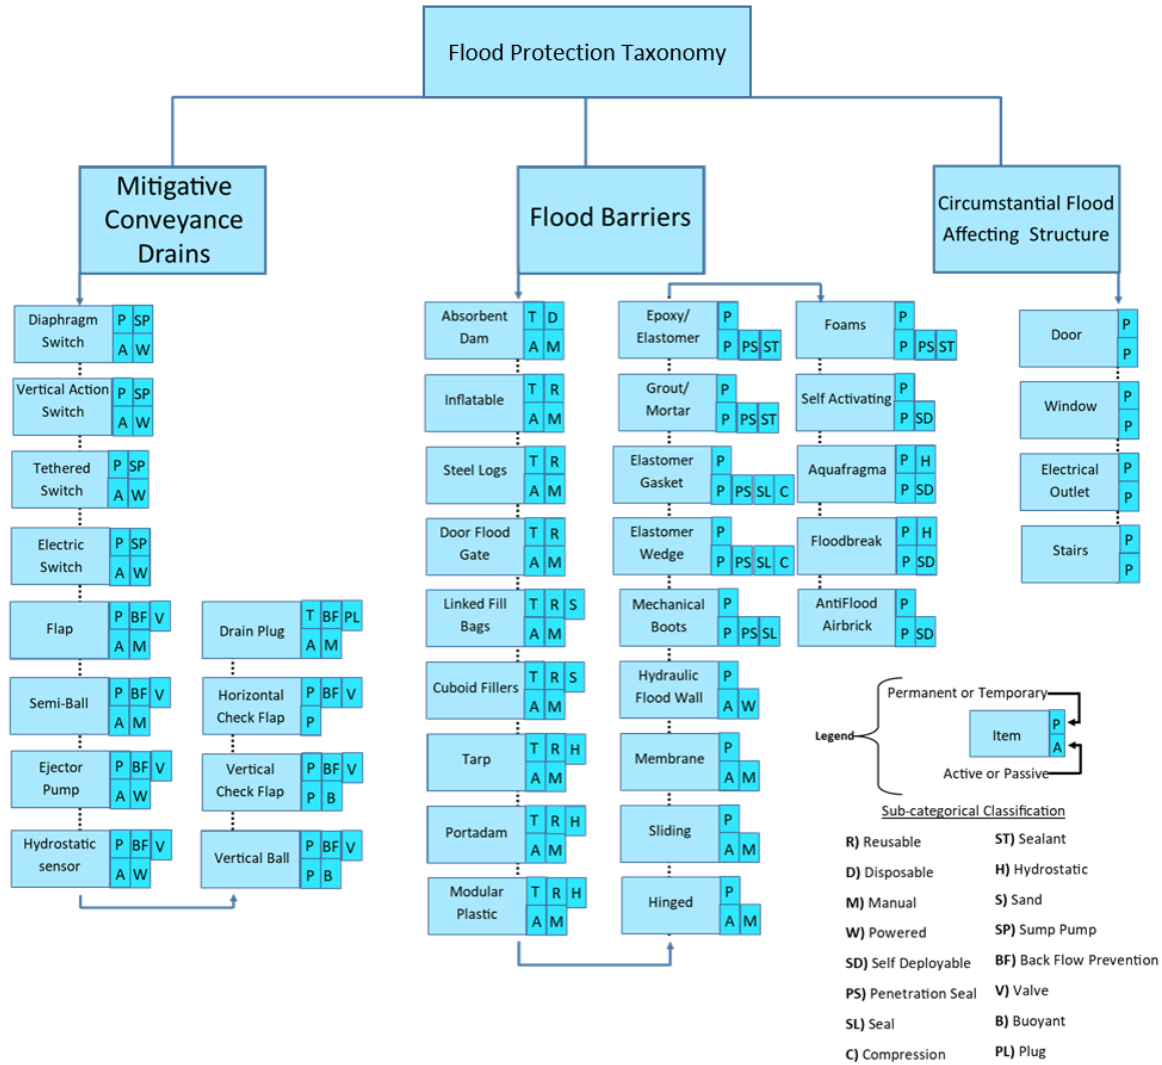 Flood Protection Taxonomy
Mitigative
Conveyance
Drains
Flood Barriers
Circumstantial Flood
Affecting Structure
Diaphragm
Switch
P SP
A W
Vertical Action
Switch
P SP
A W
Tethered
Switch
P SP
A W
Electric
Switch
P SP
A W
Flap
P BF V
A M
Semi-Ball
P BF V
A M
Ejector
Pump
P BF V
A W
Hydrostatic
sensor
P BF V
A W
Drain Plug
T BF PL
A M
Horizontal
Check Flap
P BF V
P
Vertical
Check Flap
P BF V
P B
Vertical Ball
P BF V
P B
Absorbent
Dam
T D
A M
Inflatable
T R
A M
Steel Logs
T R
A M
Door Flood
Gate
T R
A M
Linked Fill
Bags
T R S
A M
Cuboid Fillers
T R S
A M
Tarp
T R H
A M
Portadam
T R H
A M
Modular
Plastic
T R H
A M
Epoxy/
Elastomer
P
P PS ST
Grout/
Mortar
P
P PS ST
Elastomer
Gasket
P
P PS SL C
Elastomer
Wedge
P
P PS SL C
Mechanical
Boots
P
P PS SL
Hydraulic
Flood Wall
P
A W
Membrane
P
A M
Sliding
P
A M
Hinged
P
A M
Foams
P
P PS ST
Self Activating
P
P SD
Aquafragma
P H
P SD
Floodbreak
P H
P SD
AntiFlood
Airbrick
P
P SD
Door
P
P
Window
P
P
Electrical
Outlet
P
P
Stairs
P
P
Legend
Permanent or Temporary
Item
P
A
Active or Passive
Sub-categorical Classification
R) Reusable
D) Disposable
M) Manual
W) Powered
SD) Self Deployable
PS) Penetration Seal
SL) Seal
C) Compression
ST) Sealant
H) Hydrostatic
S) Sand
SP) Sump Pump
BF) Back Flow Prevention
V) Valve
B) Buoyant
PL) Plug